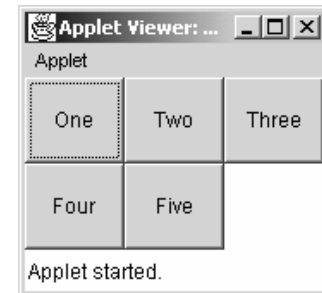 Applet Viewer: ...
Applet
One Two Three
Four Five
Applet started.